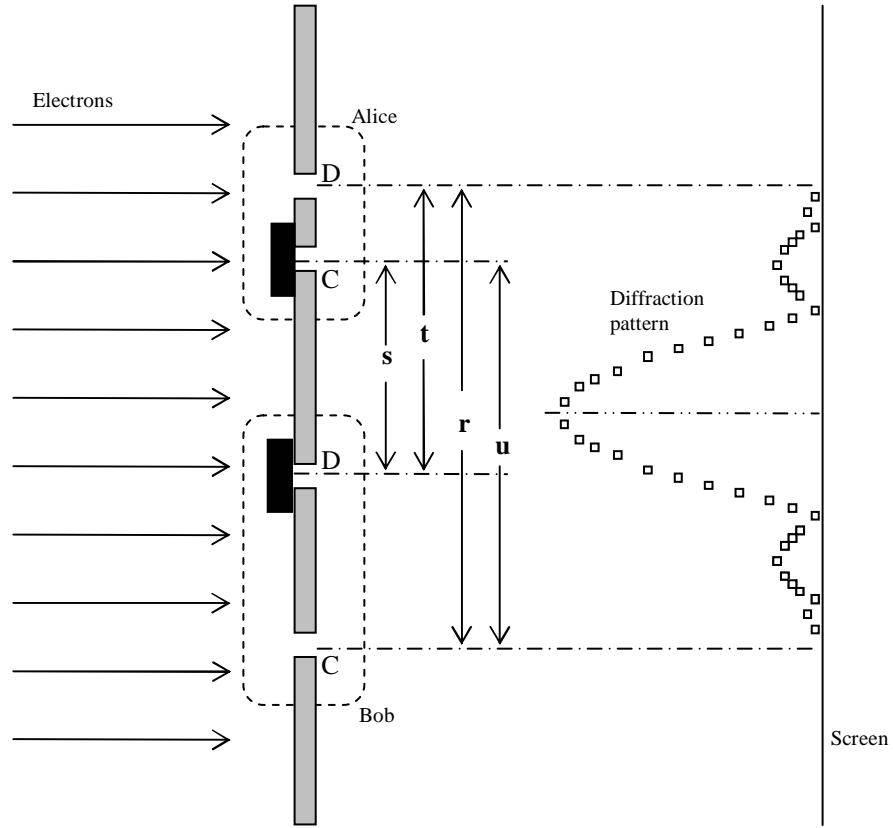 Electrons
Alice
D
C
Diffraction
pattern
s
t
r
u
D
C
Bob
Screen